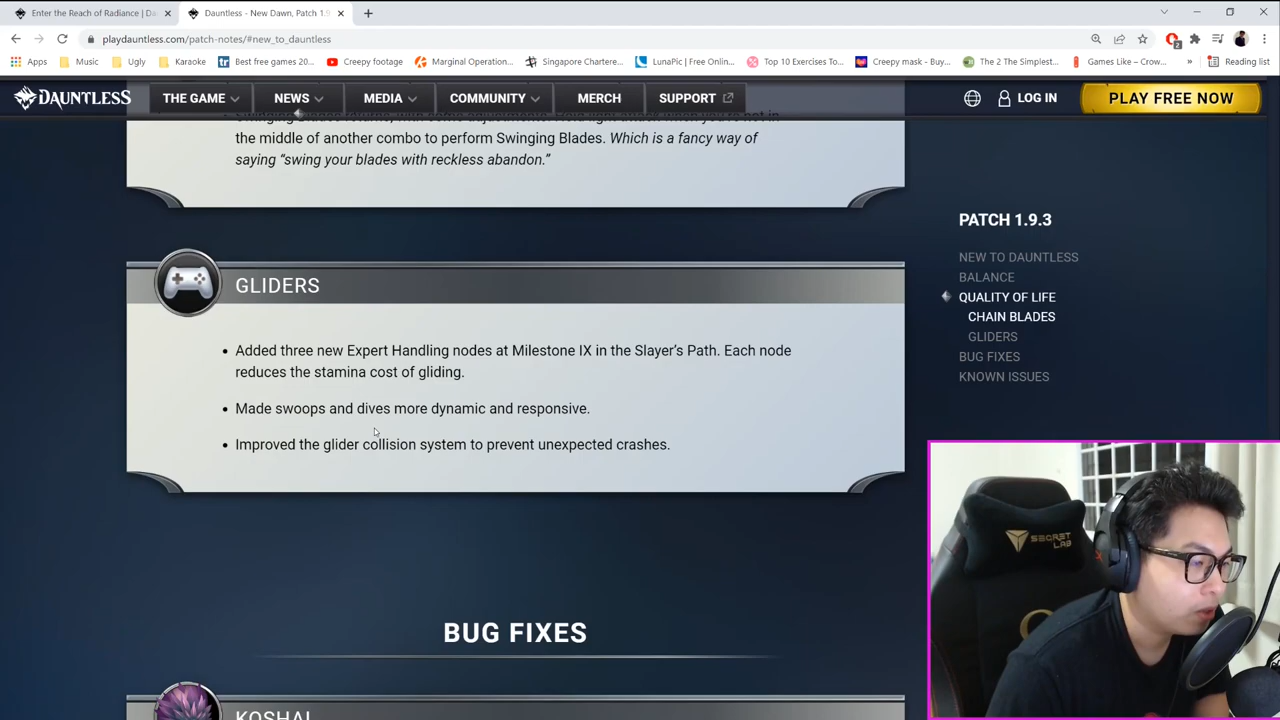 Enter the Reach of Radiance | Da
Dauntless - New Dawn, Patch 1.9
playdauntless.com/patch-notes/#new_to_dauntless
Apps
Music
Ugly
Karaoke
Best free games 20...
Creepy footage
Marginal Operation...
Singapore Chartere...
LunaPic | Free Onlin...
Top 10 Exercises To...
Creepy mask - Buy...
The 2 The Simplest...
Games Like – Crow...
»
Reading list
DAUNTLESS
THE GAME
NEWS
MEDIA
COMMUNITY
MERCH
SUPPORT
LOG IN
PLAY FREE NOW
the middle of another combo to perform Swinging Blades. Which is a fancy way of
saying “swing your blades with reckless abandon.”
GLIDERS
• Added three new Expert Handling nodes at Milestone IX in the Slayer’s Path. Each node
reduces the stamina cost of gliding.
• Made swoops and dives more dynamic and responsive.
• Improved the glider collision system to prevent unexpected crashes.
BUG FIXES
KOSHAI
PATCH 1.9.3
NEW TO DAUNTLESS
BALANCE
QUALITY OF LIFE
CHAIN BLADES
GLIDERS
BUG FIXES
KNOWN ISSUES
SECRET
LAB